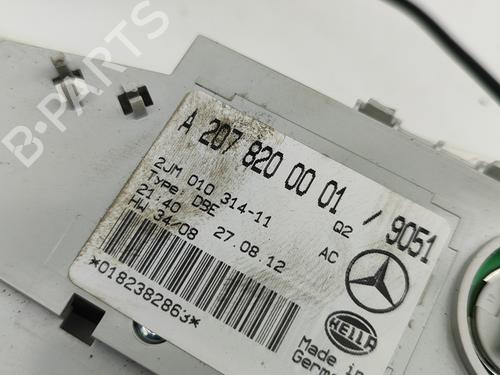 B-PARTS
A 207 820 00 01 / 9051
2JM 010 314-11 Q2
Type: DBE
21:40 AC
HW 34/08 27.08.12
*0182382863*
HELLA
Made in
German